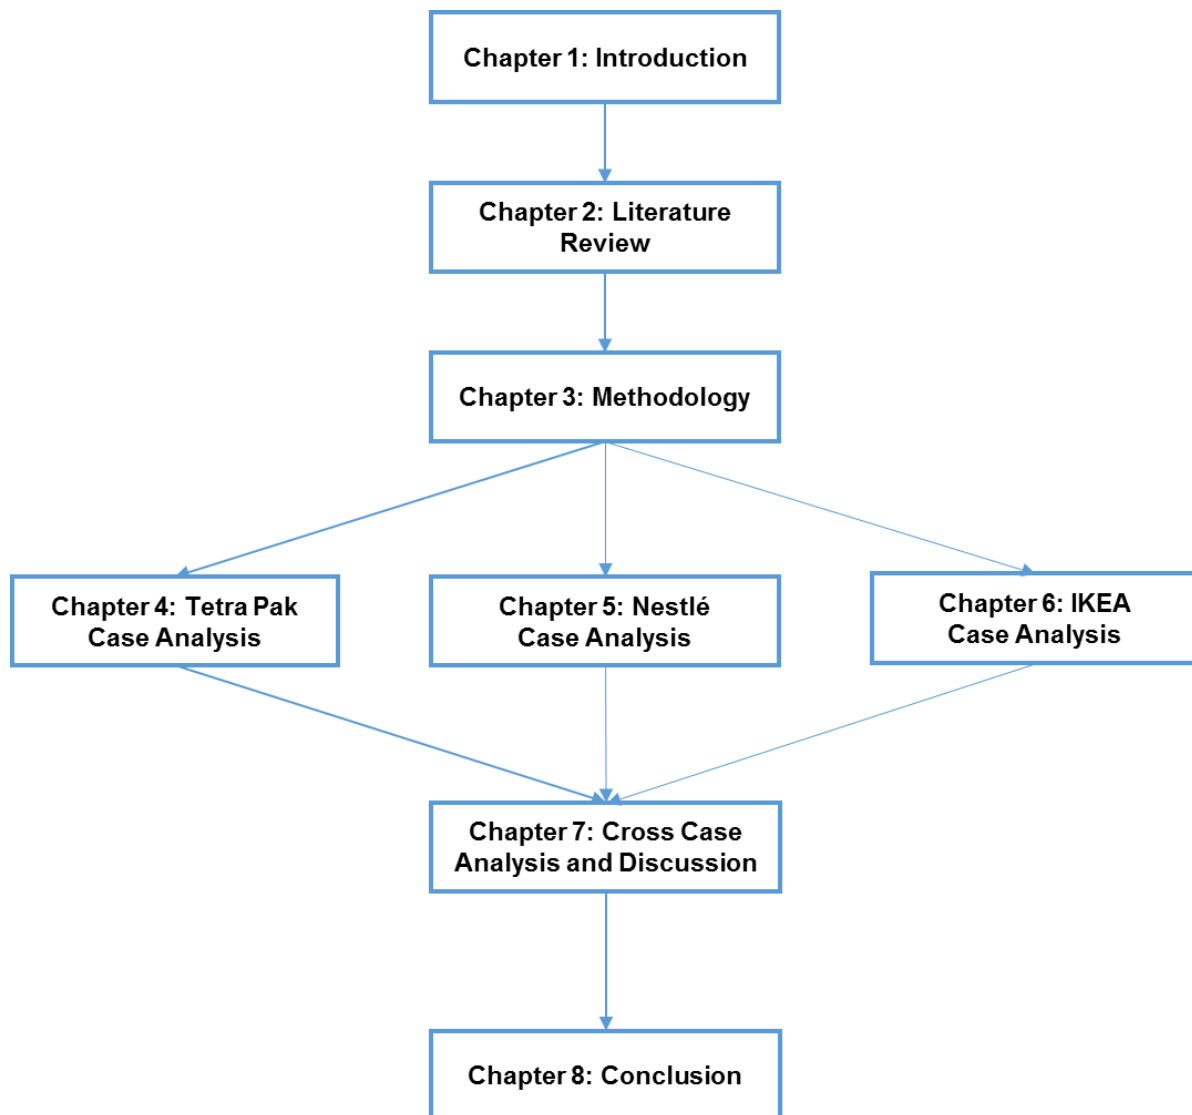 Chapter 1: Introduction
Chapter 2: Literature
Review
Chapter 3: Methodology
Chapter 4: Tetra Pak
Case Analysis
Chapter 5: Nestlé
Case Analysis
Chapter 6: IKEA
Case Analysis
Chapter 7: Cross Case
Analysis and Discussion
Chapter 8: Conclusion